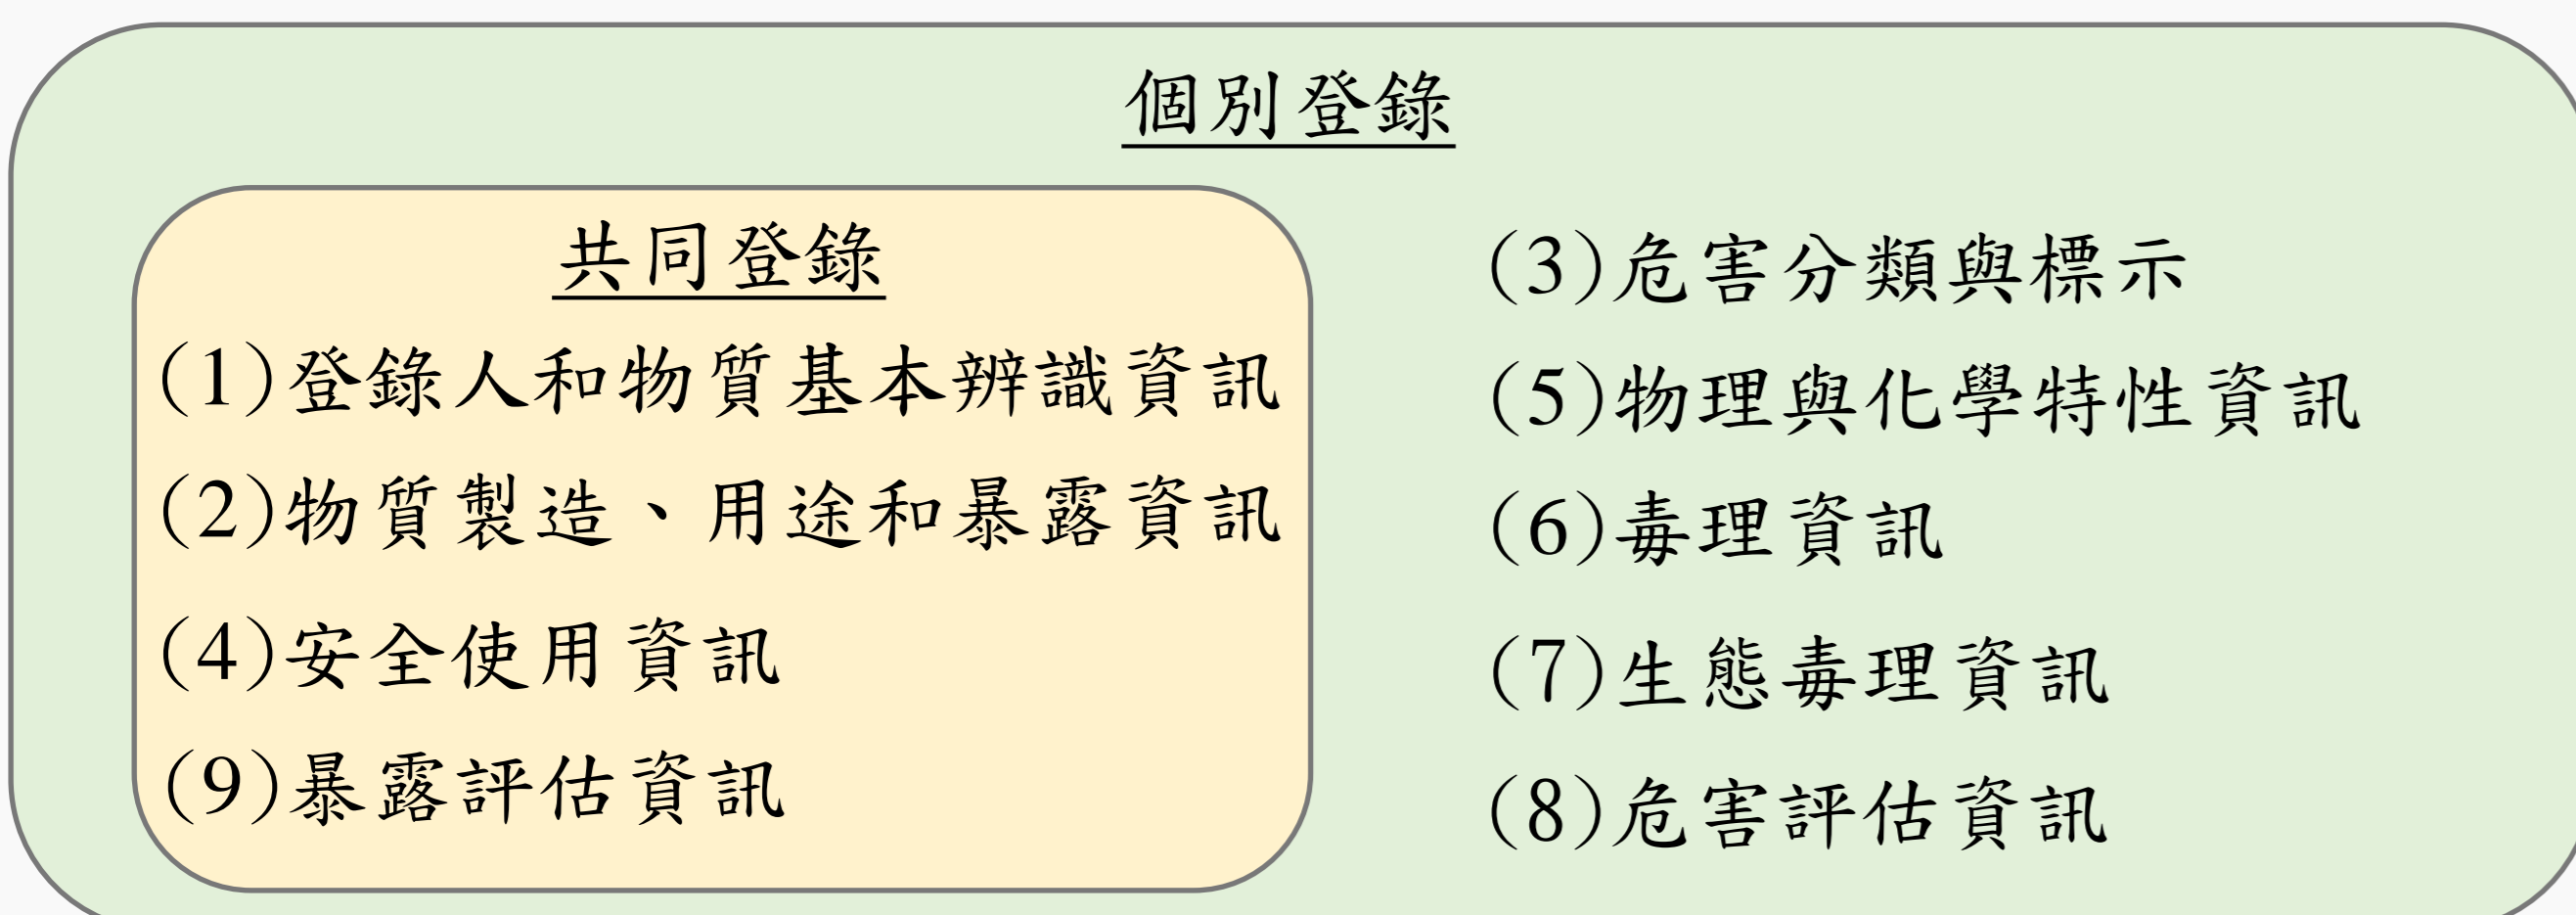 個別登錄
共同登錄
(1)登錄人和物質基本辨識資訊
(2)物質製造、用途和暴露資訊
(4)安全使用資訊
(9)暴露評估資訊
(3)危害分類與標示
(5)物理與化學特性資訊
(6)毒理資訊
(7)生態毒理資訊
(8)危害評估資訊